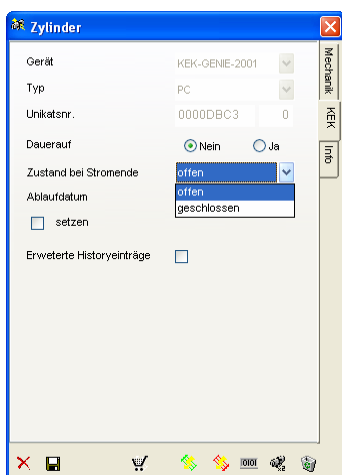 Zylinder
Mechanik
KEK
Info
Gerät KEK-GENIE-2001
Typ PC
Unikatsnr. 0000DBC3 0
Dauerauf Nein Ja
Zustand bei Stromende offen
offen
geschlossen
Ablaufdatum
setzen
Erweterte Historyeinträge